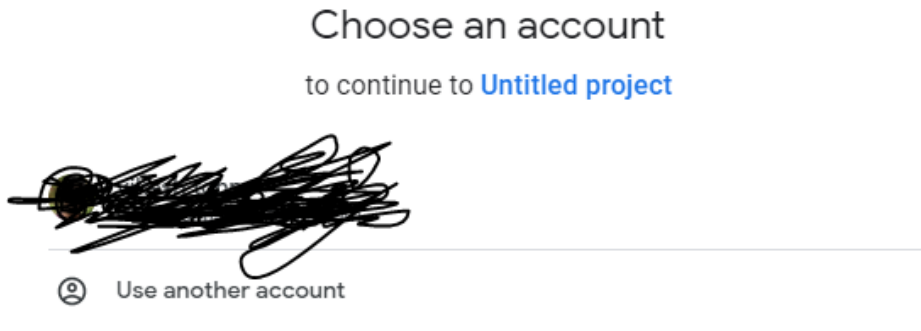 Choose an account
to continue to Untitled project
Use another account